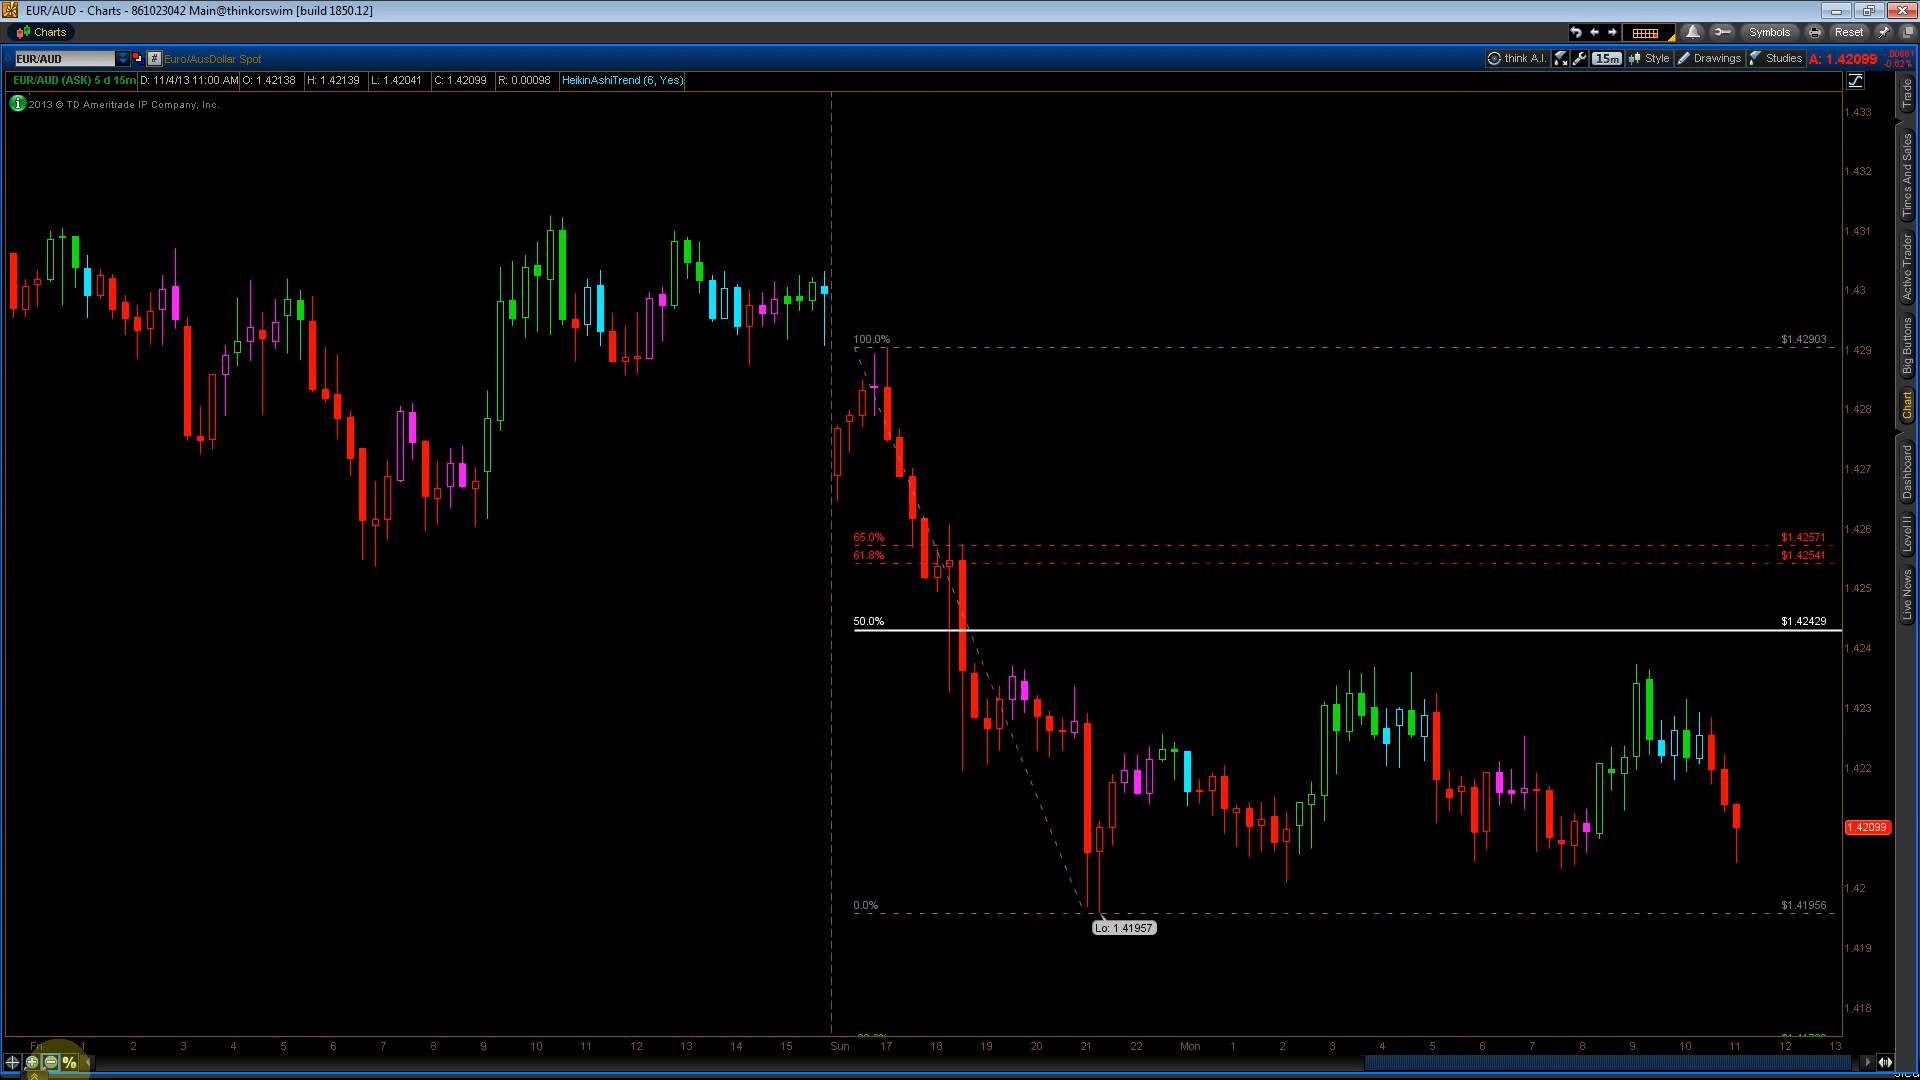 EUR/AUD - Charts - 861023042 Main@thinkorswim [build 1850.12]
Charts
Symbols
Reset
EUR/AUD
#
Euro/AusDollar Spot
think A.I.
15m
Style
Drawings
Studies
A: 1.42099
-.00881
-0.62%
EUR/AUD (ASK) 5 d 15m
D: 11/4/13 11:00 AM
O: 1.42138
H: 1.42139
L: 1.42041
C: 1.42099
R: 0.00098
HeikinAshiTrend (6, Yes)
2013 © TD Ameritrade IP Company, Inc.
1.433
1.432
1.431
1.43
1.429
1.428
1.427
1.426
1.425
1.424
1.423
1.422
1.42099
1.42
1.419
1.418
100.0%
$1.42903
65.0%
$1.42571
61.8%
$1.42541
50.0%
$1.42429
0.0%
$1.41956
Lo: 1.41957
Fri 1 2 3 4 5 6 7 8 9 10 11 12 13 14 15 Sun 17 18 19 20 21 22 Mon 1 2 3 4 5 6 7 8 9 10 11 12 13
%
Trade
Times And Sales
Active Trader
Big Buttons
Chart
Dashboard
Level II
Live News